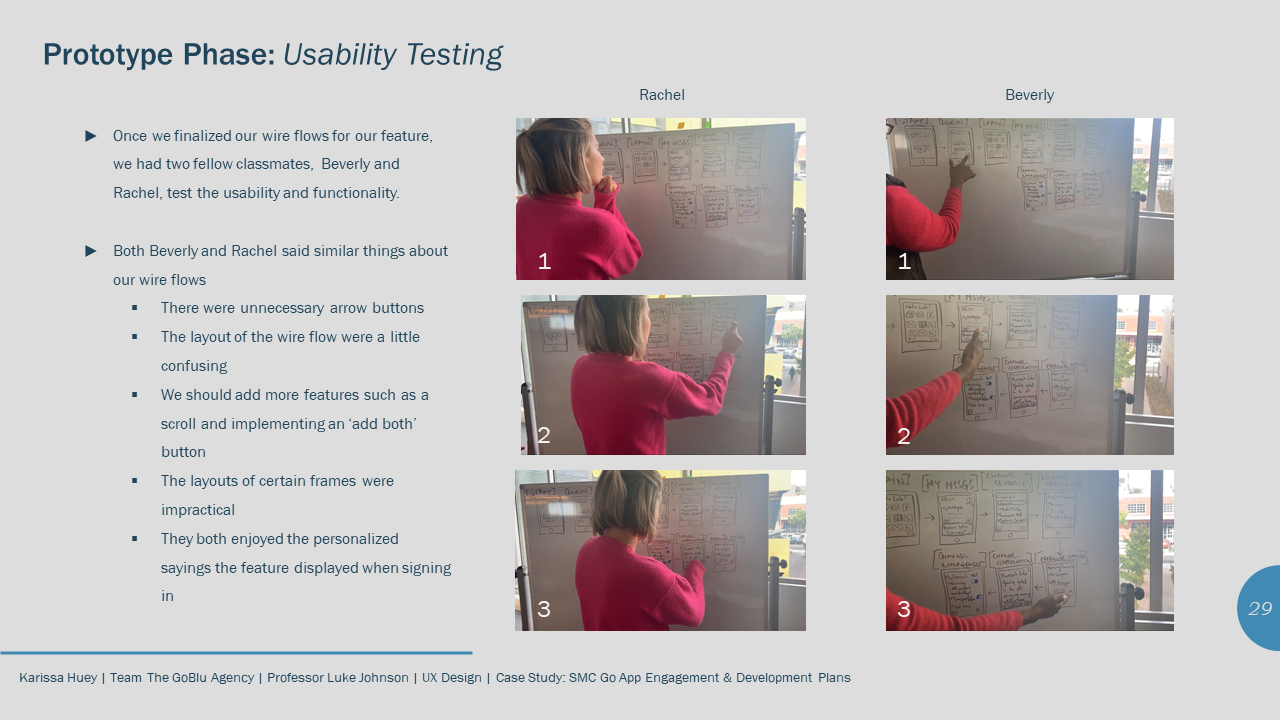 Prototype Phase: Usability Testing
Rachel
Beverly
► Once we finalized our wire flows for our feature,
we had two fellow classmates, Beverly and
Rachel, test the usability and functionality.
► Both Beverly and Rachel said similar things about
our wire flows
▪ There were unnecessary arrow buttons
▪ The layout of the wire flow were a little
confusing
▪ We should add more features such as a
scroll and implementing an ‘add both’
button
▪ The layouts of certain frames were
impractical
▪ They both enjoyed the personalized
sayings the feature displayed when signing
in
1
1
2
2
3
3
[MY MSGS]
29
Karissa Huey | Team The GoBlu Agency | Professor Luke Johnson | UX Design | Case Study: SMC Go App Engagement & Development Plans